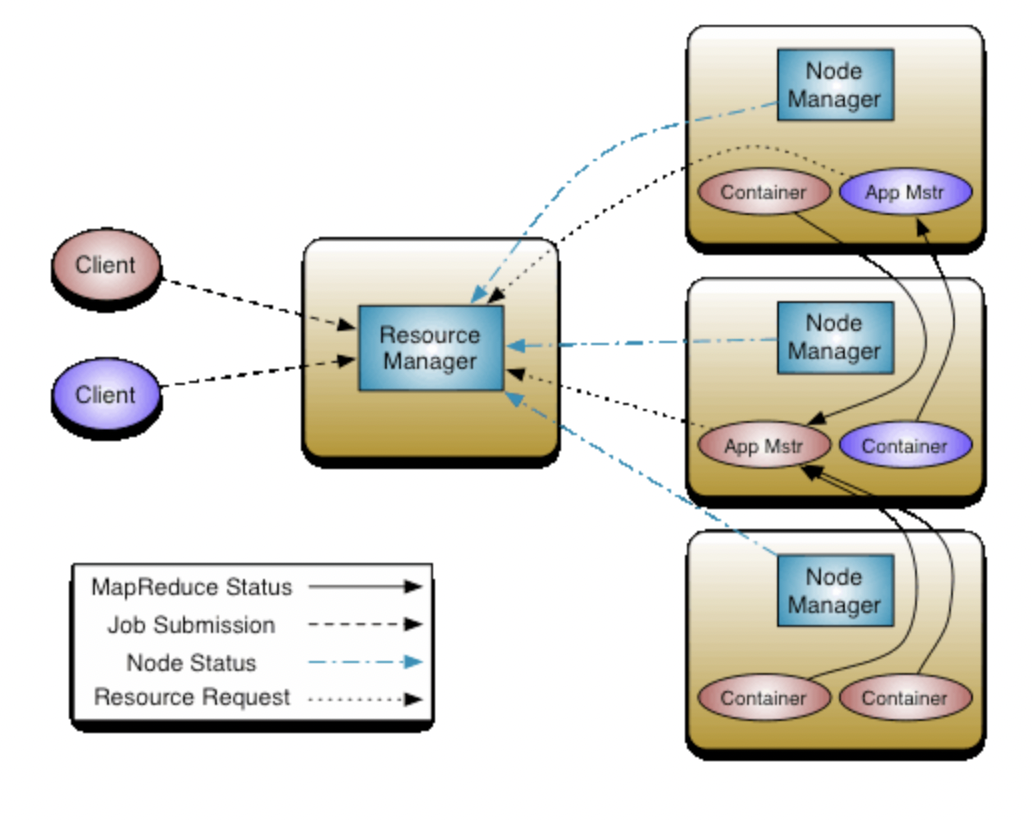 Node
Manager
Container
App Mstr
Client
Resource
Manager
Client
Node
Manager
App Mstr
Container
MapReduce Status
Job Submission
Node Status
Resource Request
Node
Manager
Container
Container